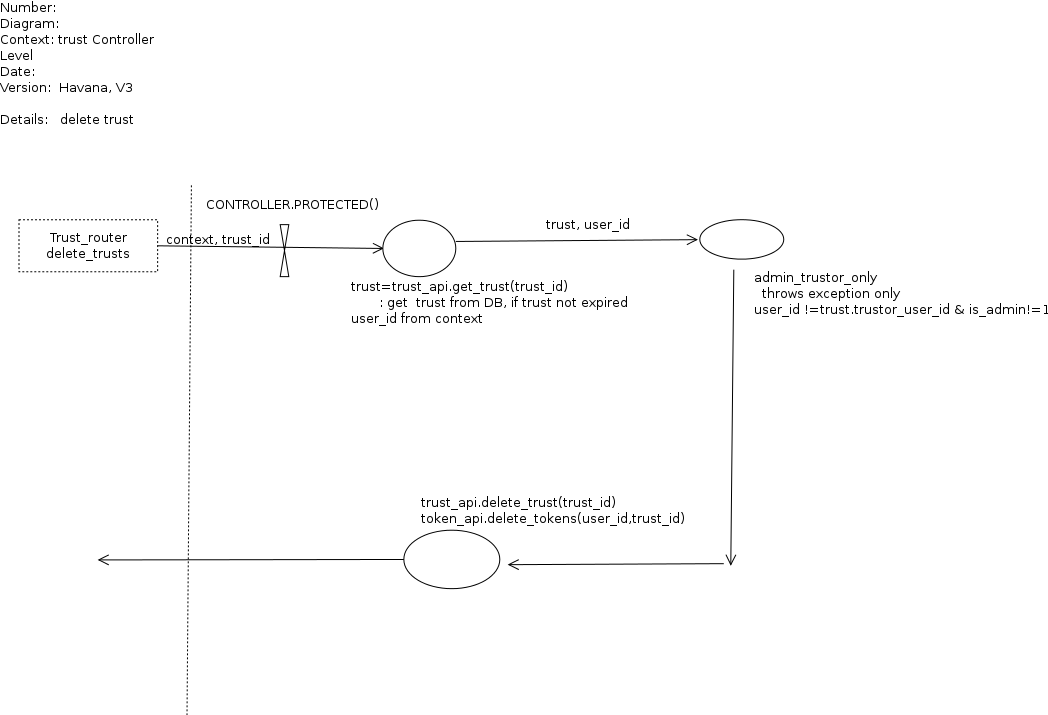 Number:
Diagram:
Context: trust Controller
Level
Date:
Version:  Havana, V3
Details:   delete trust
CONTROLLER.PROTECTED()
Trust_router
delete_trusts
context, trust_id
trust, user_id
trust=trust_api.get_trust(trust_id)
: get  trust from DB, if trust not expired
user_id from context
admin_trustor_only
throws exception only
user_id !=trust.trustor_user_id & is_admin!=1
trust_api.delete_trust(trust_id)
token_api.delete_tokens(user_id,trust_id)